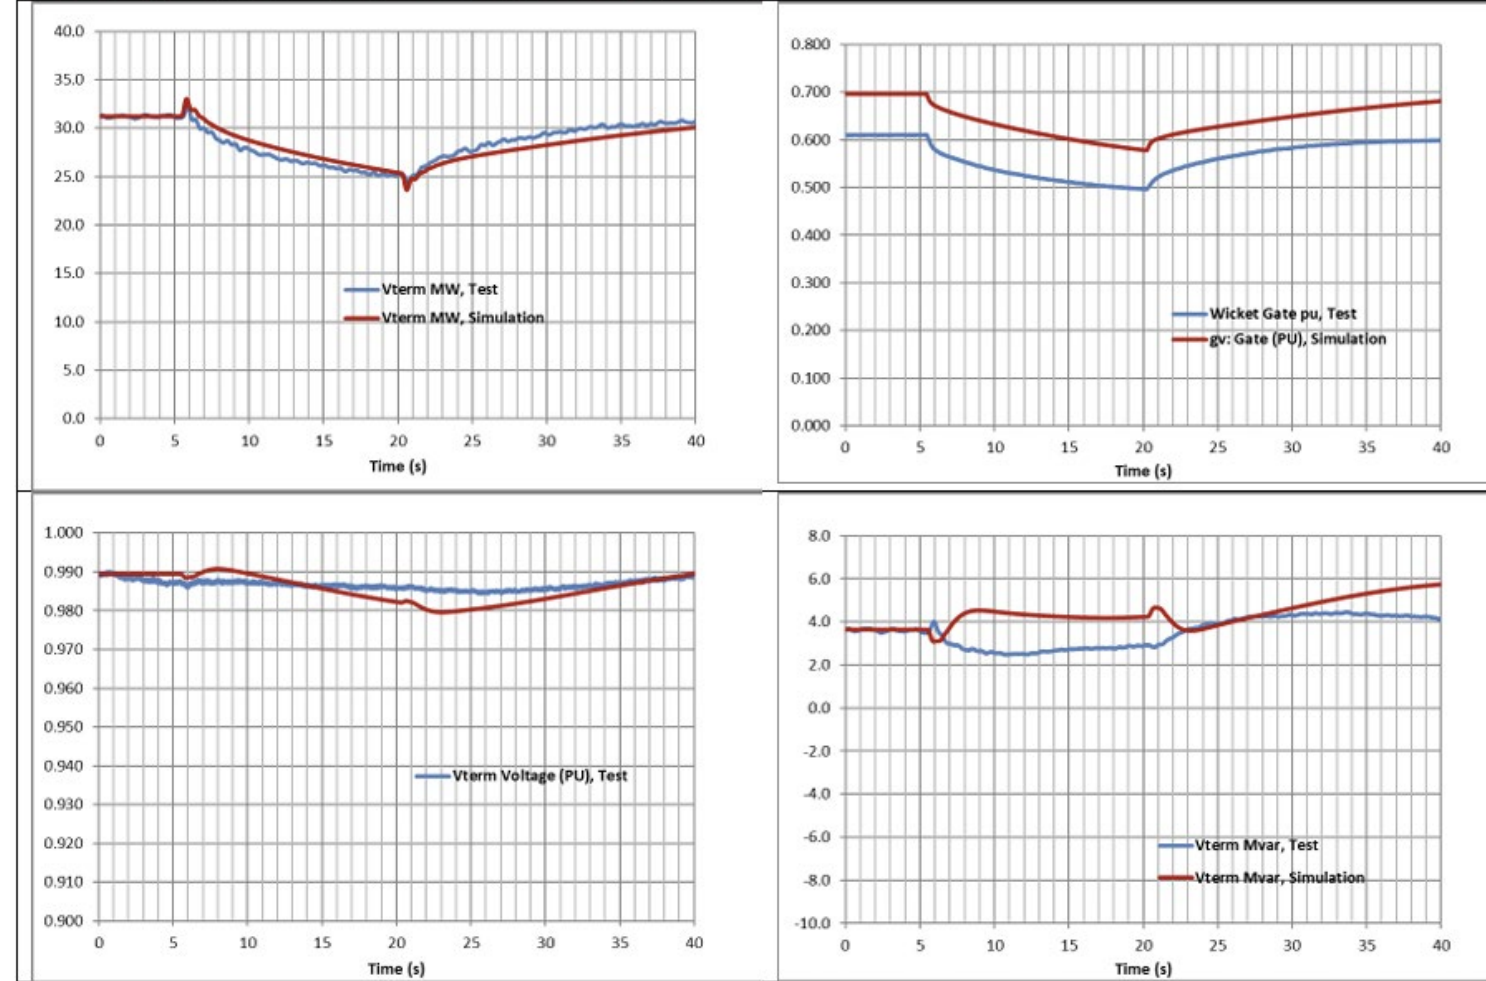 40.0
35.0
30.0
25.0
20.0
15.0
10.0
5.0
0.0
Vterm MW, Test
Vterm MW, Simulation
0 5 10 15 20 25 30 35 40
Time (s)
0.800
0.700
0.600
0.500
0.400
0.300
0.200
0.100
0.000
Wicket Gate pu, Test
gv: Gate (PU), Simulation
0 5 10 15 20 25 30 35 40
Time (s)
1.000
0.990
0.980
0.970
0.960
0.950
0.940
0.930
0.920
0.910
0.900
Vterm Voltage (PU), Test
0 5 10 15 20 25 30 35 40
Time (s)
8.0
6.0
4.0
2.0
0.0
-2.0
-4.0
-6.0
-8.0
-10.0
Vterm Mvar, Test
Vterm Mvar, Simulation
0 5 10 15 20 25 30 35 40
Time (s)